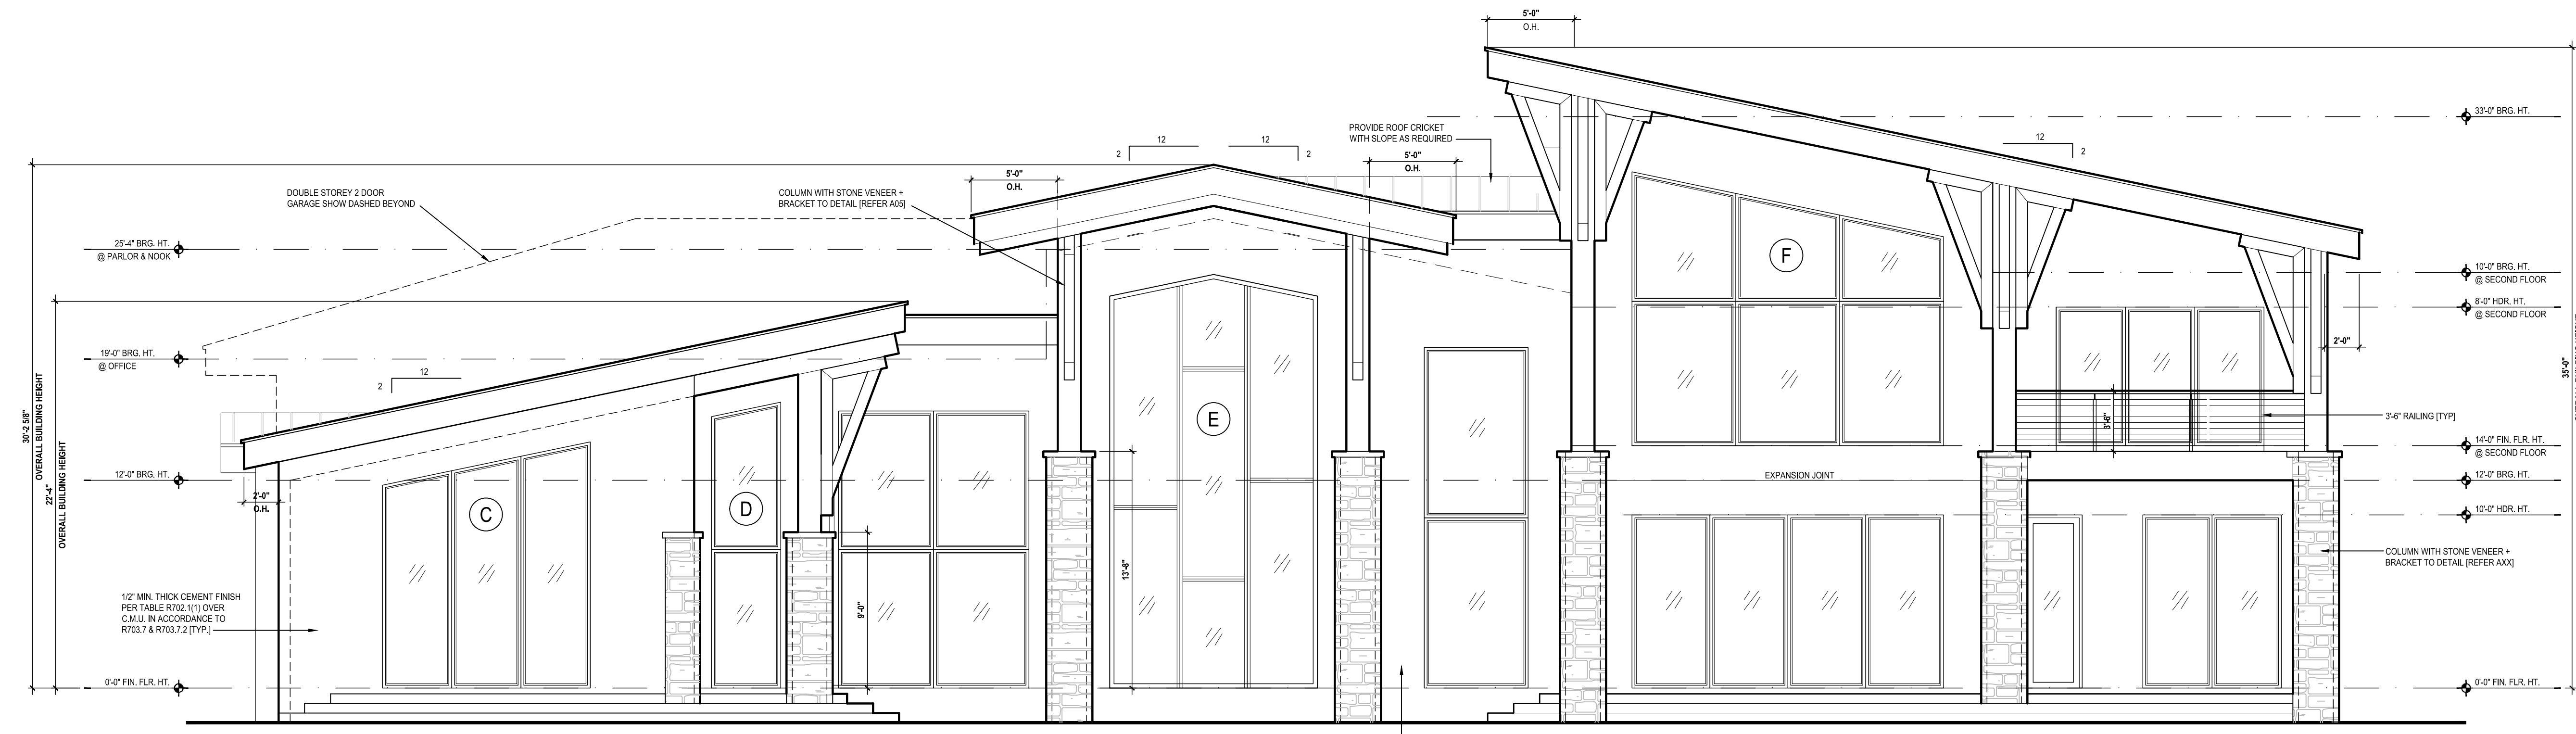 5'-0"
O.H.
33'-0" BRG. HT.
PROVIDE ROOF CRICKET
WITH SLOPE AS REQUIRED
12
2
12
2
12
2
5'-0"
O.H.
5'-0"
O.H.
DOUBLE STOREY 2 DOOR
GARAGE SHOW DASHED BEYOND
COLUMN WITH STONE VENEER +
BRACKET TO DETAIL [REFER A05]
25'-4" BRG. HT.
@ PARLOR & NOOK
F
10'-0" BRG. HT.
@ SECOND FLOOR
8'-0" HDR. HT.
@ SECOND FLOOR
2'-0"
35'-0"
19'-0" BRG. HT.
@ OFFICE
12
2
30'-2 5/8"
OVERALL BUILDING HEIGHT
22'-4"
OVERALL BUILDING HEIGHT
E
3'-6"
3'-6" RAILING [TYP]
14'-0" FIN. FLR. HT.
@ SECOND FLOOR
12'-0" BRG. HT.
EXPANSION JOINT
12'-0" BRG. HT.
2'-0"
O.H.
C
D
10'-0" HDR. HT.
COLUMN WITH STONE VENEER +
BRACKET TO DETAIL [REFER AXX]
13'-8"
9'-0"
1/2" MIN. THICK CEMENT FINISH
PER TABLE R702.1(1) OVER
C.M.U. IN ACCORDANCE TO
R703.7 & R703.7.2 [TYP.]
0'-0" FIN. FLR. HT.
0'-0" FIN. FLR. HT.